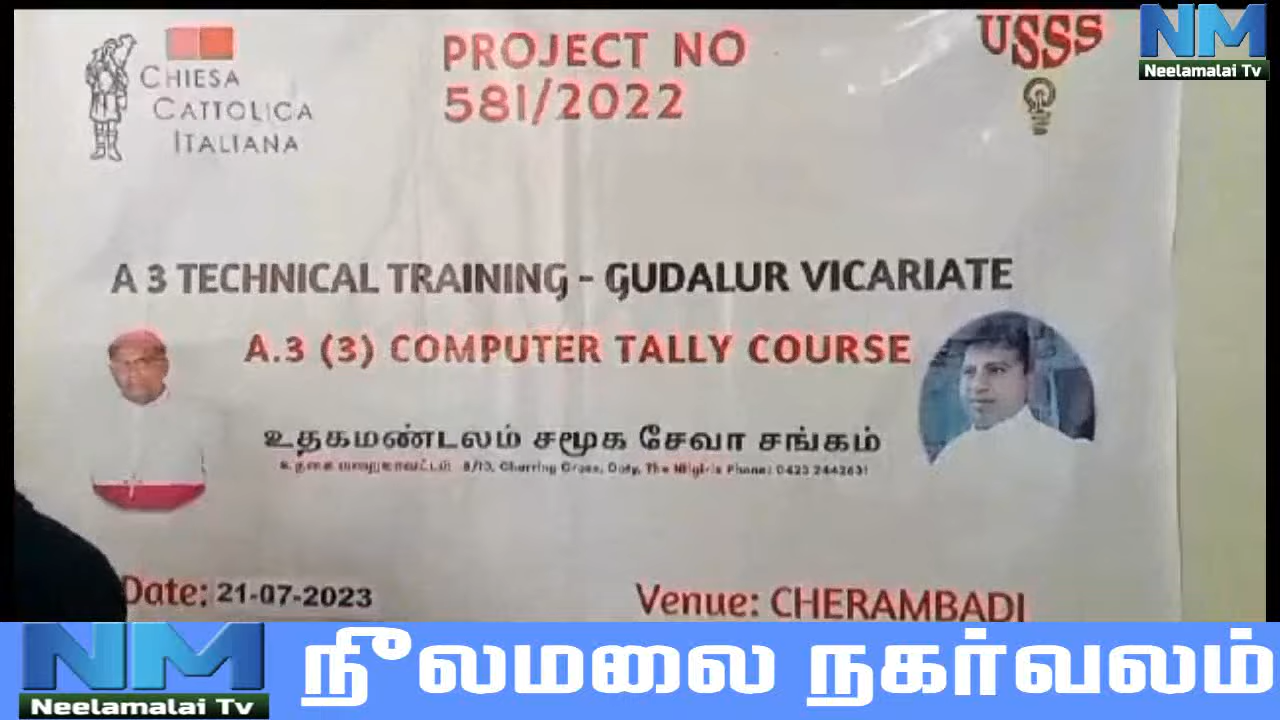 CHIESA
CATTOLICA
ITALIANA
PROJECT NO
581/2022
USSS
NM
Neelamalai Tv
A 3 TECHNICAL TRAINING - GUDALUR VICARIATE
A.3 (3) COMPUTER TALLY COURSE
உதகமண்டலம் சமூக சேவா சங்கம்
8/13, Charring Cross, Ooty, The Nilgiris Phone: 0423
Date: 21-07-2023
Venue: CHERAMBADI
NM
Neelamalai Tv
நீலமலை நகர்வலம்